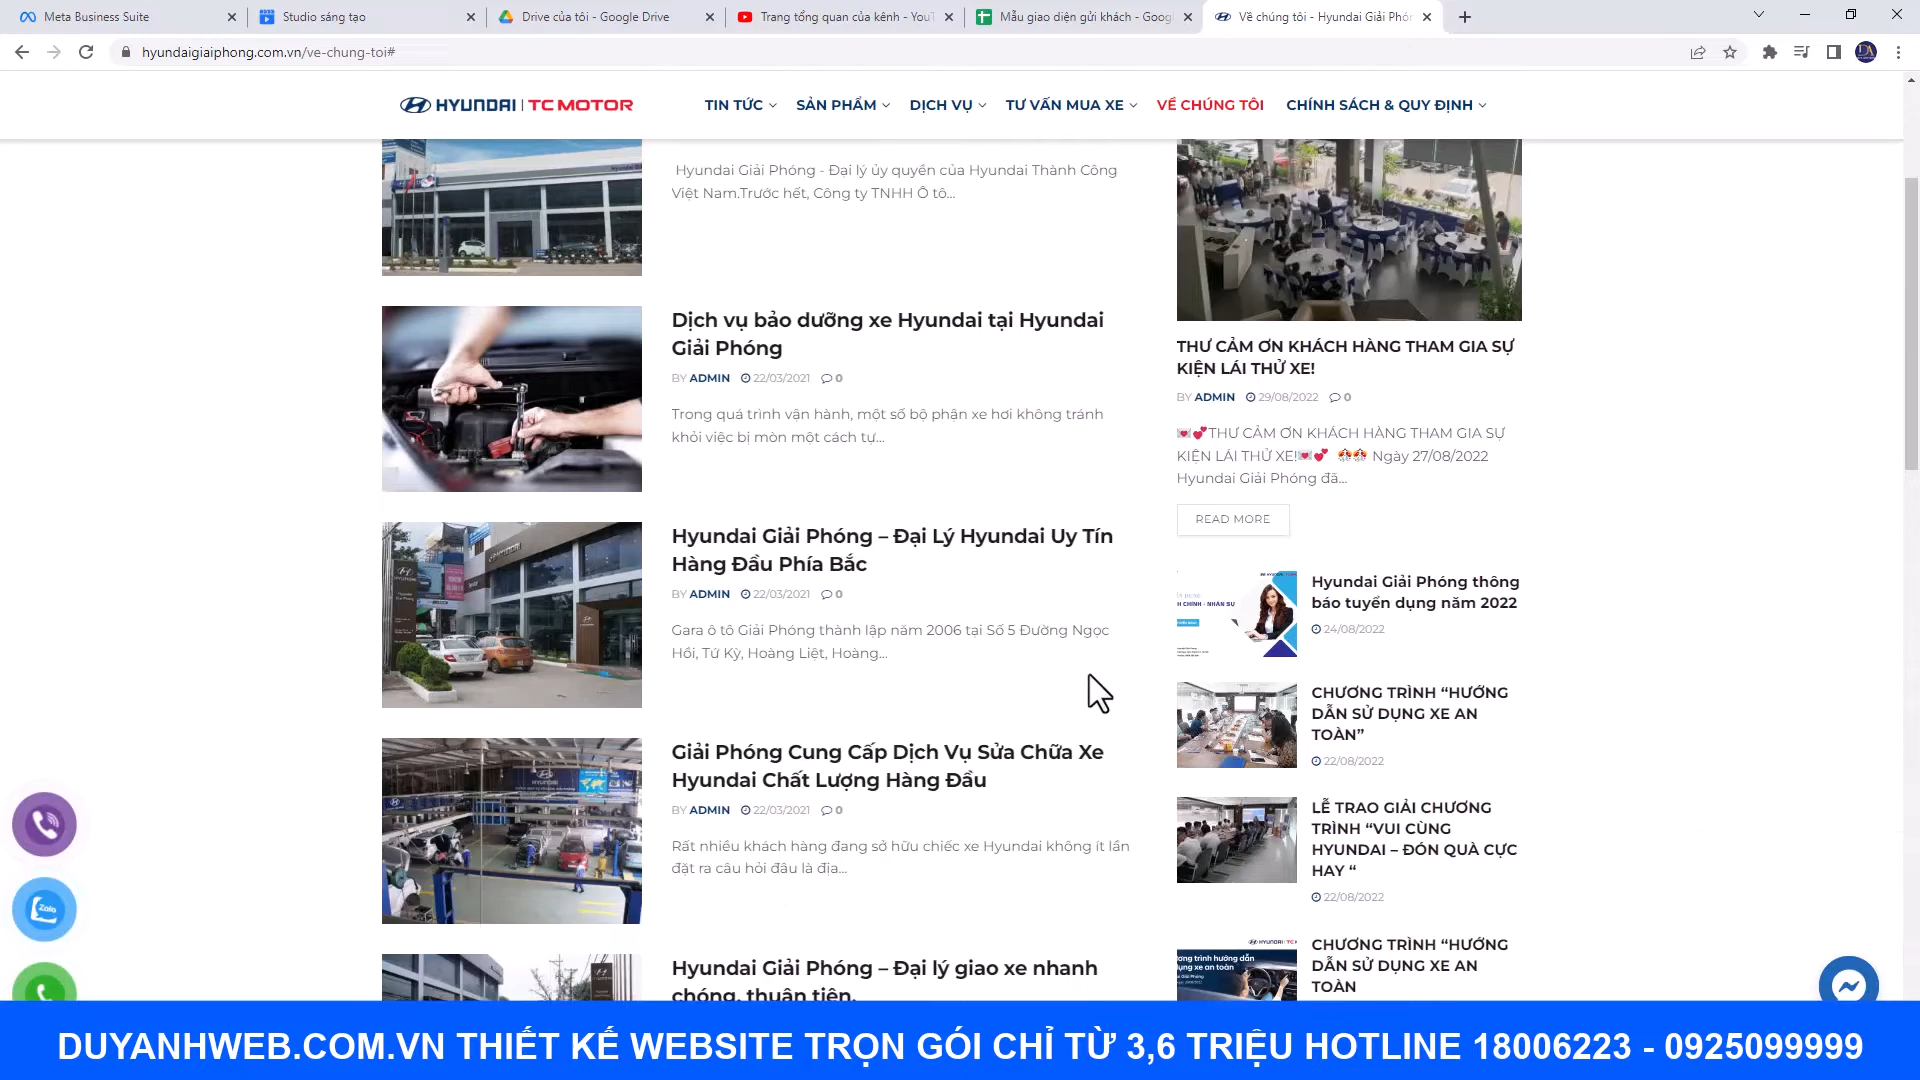 Meta Business Suite
Studio sáng tạo
Drive của tôi - Google Drive
Trang tổng quan của kênh - YouT
Mẫu giao diện gửi khách - Googl
Về chúng tôi - Hyundai Giải Phón
hyundaigiaiphong.com.vn/ve-chung-toi#
HYUNDAI | TC MOTOR
TIN TỨC
SẢN PHẨM
DỊCH VỤ
TƯ VẤN MUA XE
VỀ CHÚNG TÔI
CHÍNH SÁCH & QUY ĐỊNH
Hyundai Giải Phóng - Đại lý ủy quyền của Hyundai Thành Công
Việt Nam.Trước hết, Công ty TNHH Ô tô...
Dịch vụ bảo dưỡng xe Hyundai tại Hyundai
Giải Phóng
BY ADMIN 22/03/2021 0
Trong quá trình vận hành, một số bộ phận xe hơi không tránh
khỏi việc bị mòn một cách tự...
Hyundai Giải Phóng – Đại Lý Hyundai Uy Tín
Hàng Đầu Phía Bắc
BY ADMIN 22/03/2021 0
Gara ô tô Giải Phóng thành lập năm 2006 tại Số 5 Đường Ngọc
Hồi, Tứ Kỳ, Hoàng Liệt, Hoàng...
Giải Phóng Cung Cấp Dịch Vụ Sửa Chữa Xe
Hyundai Chất Lượng Hàng Đầu
BY ADMIN 22/03/2021 0
Rất nhiều khách hàng đang sở hữu chiếc xe Hyundai không ít lần
đặt ra câu hỏi đâu là địa...
Hyundai Giải Phóng – Đại lý giao xe nhanh
chóng, thuận tiện.
THƯ CẢM ƠN KHÁCH HÀNG THAM GIA SỰ
KIỆN LÁI THỬ XE!
BY ADMIN 29/08/2022 0
💌💕THƯ CẢM ƠN KHÁCH HÀNG THAM GIA SỰ
KIỆN LÁI THỬ XE!💌💕 🎊🎊 Ngày 27/08/2022
Hyundai Giải Phóng đã...
READ MORE
H CHÍNH - NHÂN SỰ
Hyundai Giải Phóng thông
báo tuyển dụng năm 2022
24/08/2022
CHƯƠNG TRÌNH “HƯỚNG
DẪN SỬ DỤNG XE AN
TOÀN”
22/08/2022
LỄ TRAO GIẢI CHƯƠNG
TRÌNH “VUI CÙNG
HYUNDAI – ĐÓN QUÀ CỰC
HAY “
22/08/2022
ơng trình hướng dẫn
dụng xe an toàn
CHƯƠNG TRÌNH “HƯỚNG
DẪN SỬ DỤNG XE AN
TOÀN
Zalo
DUYANHWEB.COM.VN THIẾT KẾ WEBSITE TRỌN GÓI CHỈ TỪ 3,6 TRIỆU HOTLINE 18006223 - 0925099999